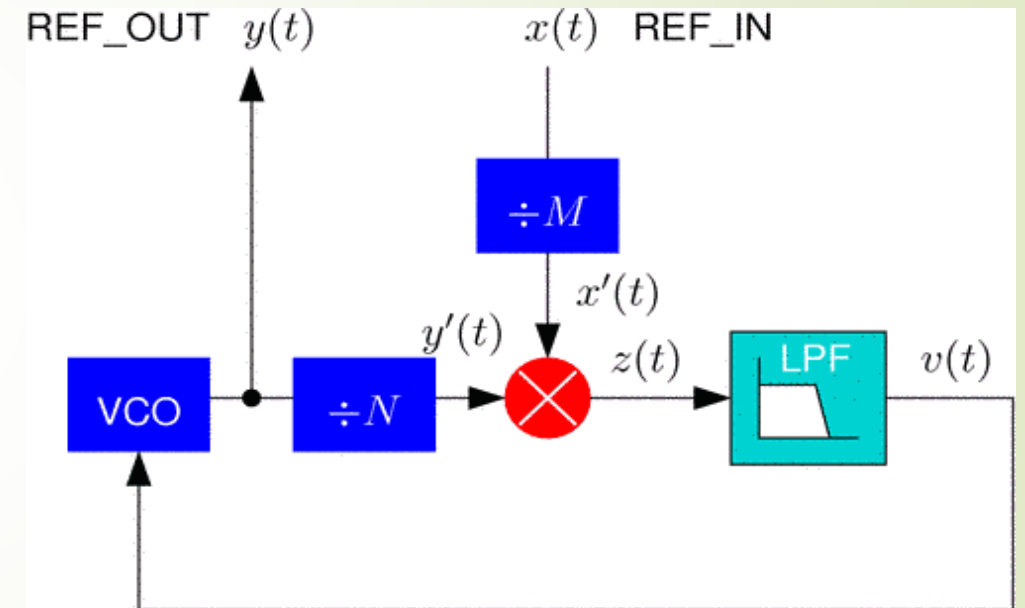 REF_OUT y(t) x(t) REF_IN
÷M
x′(t)
y′(t) z(t) LPF v(t)
VCO ÷N